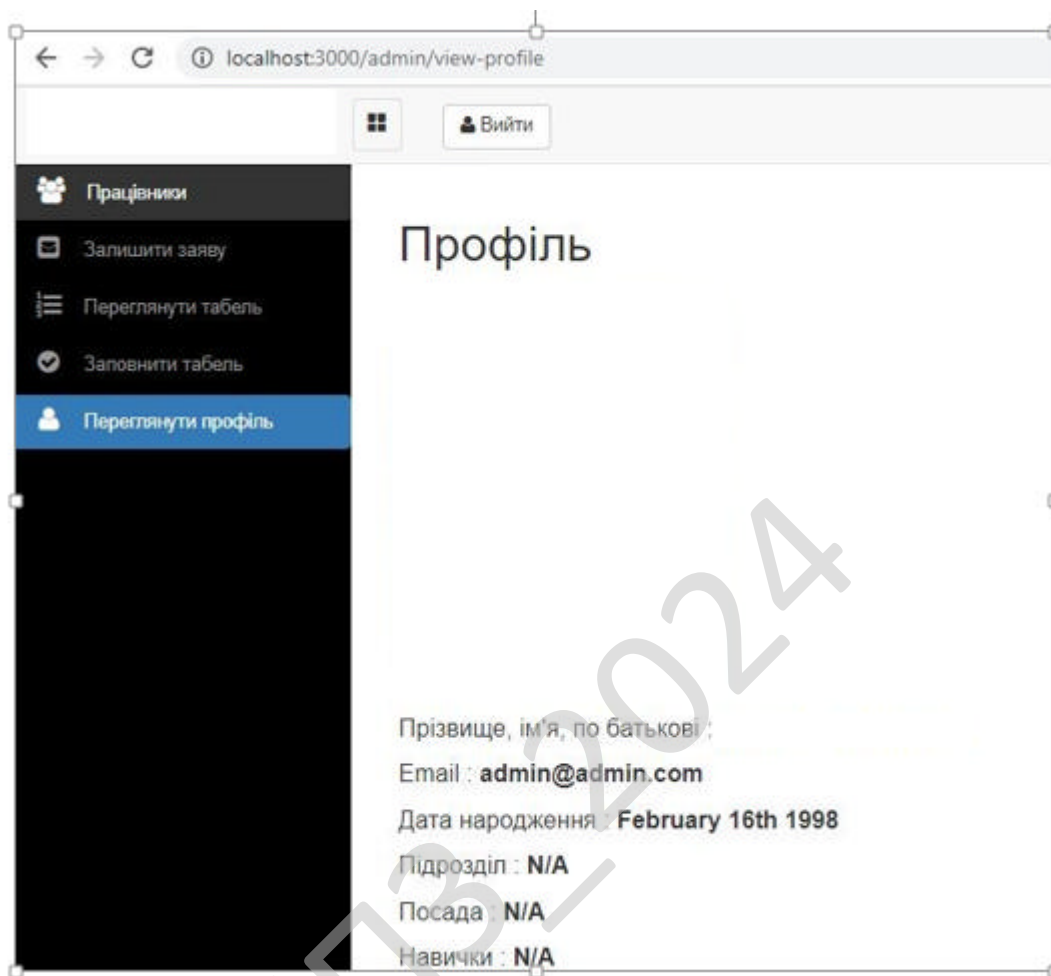 localhost:3000/admin/view-profile
Вийти
Працівники
Залишити заяву
Переглянути табель
Заповнити табель
Переглянути профіль
Профіль
Прізвище, ім'я, по батькові :
Email : admin@admin.com
Дата народження : February 16th 1998
Підрозділ : N/A
Посада : N/A
Навички : N/A
ПЗ_2024